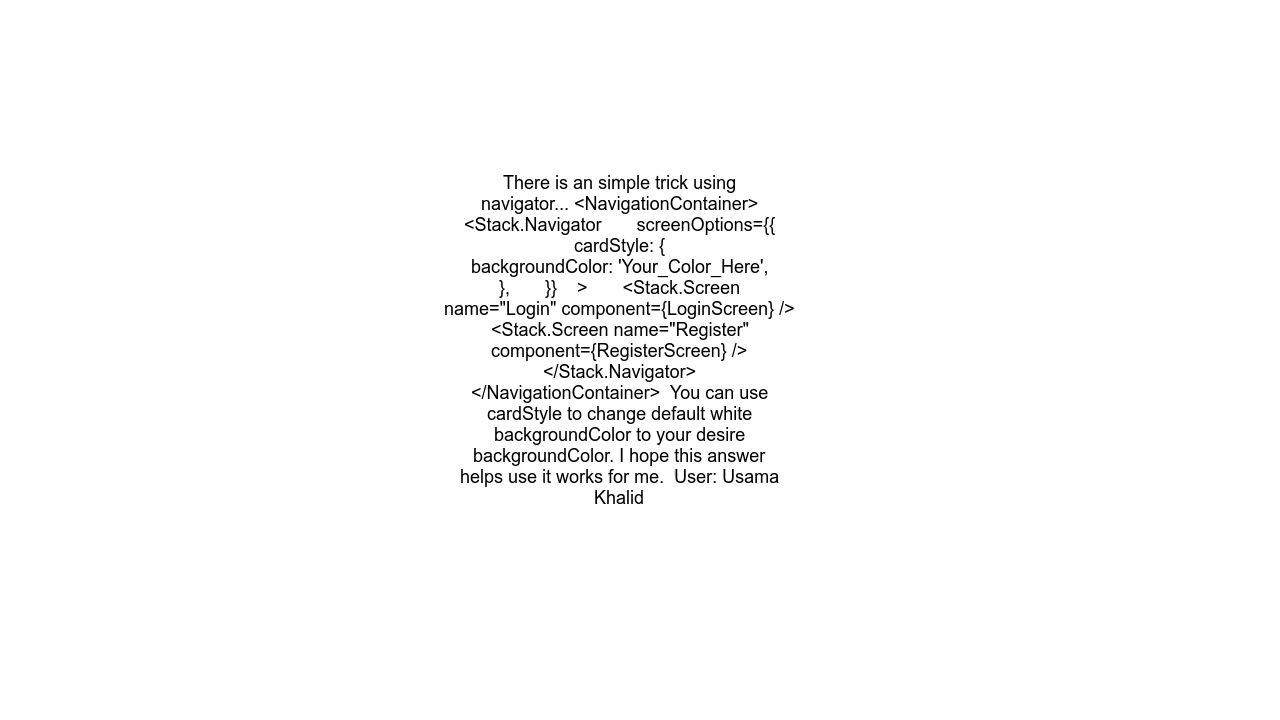 There is an simple trick using
navigator... <NavigationContainer>
<Stack.Navigator       screenOptions={{
cardStyle: {
backgroundColor: 'Your_Color_Here',
},       }}    >       <Stack.Screen
name="Login" component={LoginScreen} />
<Stack.Screen name="Register"
component={RegisterScreen} />
</Stack.Navigator>
</NavigationContainer>  You can use
cardStyle to change default white
backgroundColor to your desire
backgroundColor. I hope this answer
helps use it works for me.  User: Usama
Khalid